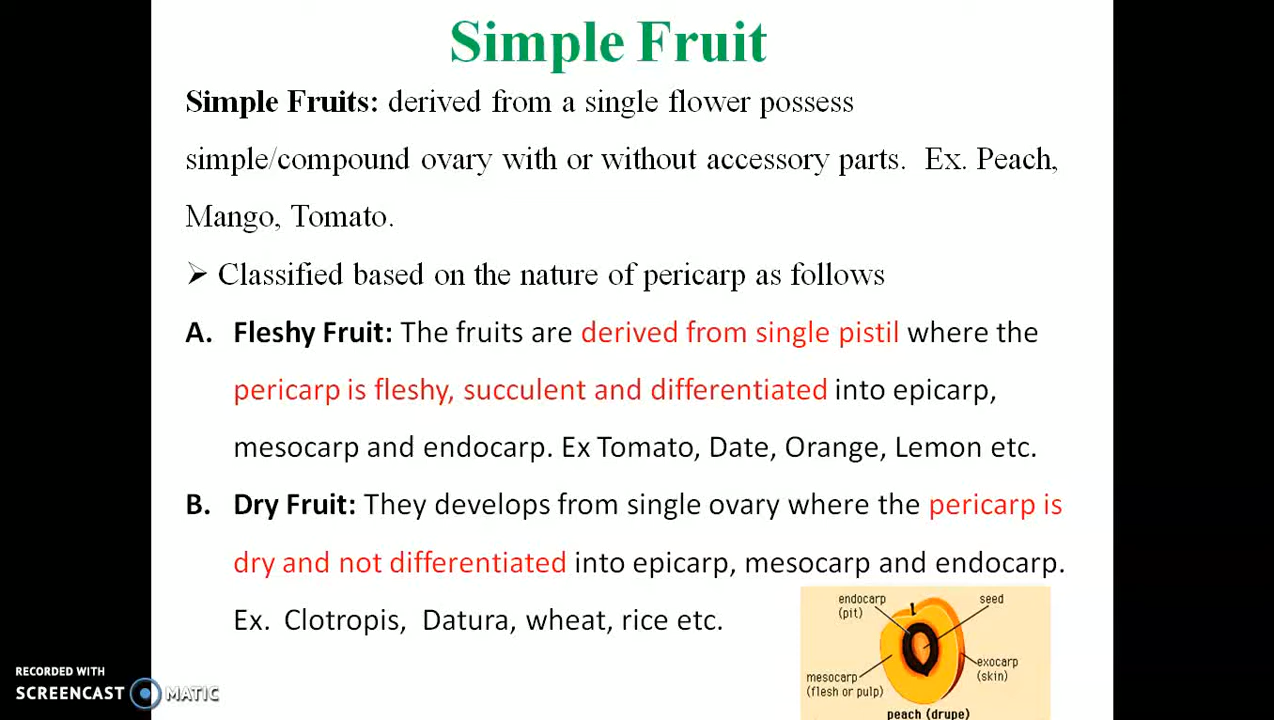 Simple Fruit
Simple Fruits: derived from a single flower possess
simple/compound ovary with or without accessory parts. Ex. Peach,
Mango, Tomato.
➢ Classified based on the nature of pericarp as follows
A. Fleshy Fruit: The fruits are derived from single pistil where the
pericarp is fleshy, succulent and differentiated into epicarp,
mesocarp and endocarp. Ex Tomato, Date, Orange, Lemon etc.
B. Dry Fruit: They develops from single ovary where the pericarp is
dry and not differentiated into epicarp, mesocarp and endocarp.
Ex. Clotropis, Datura, wheat, rice etc.
endocarp
(pit)
seed
exocarp
(skin)
mesocarp
(flesh or pulp)
peach (drupe)
RECORDED WITH
SCREENCAST MATIC